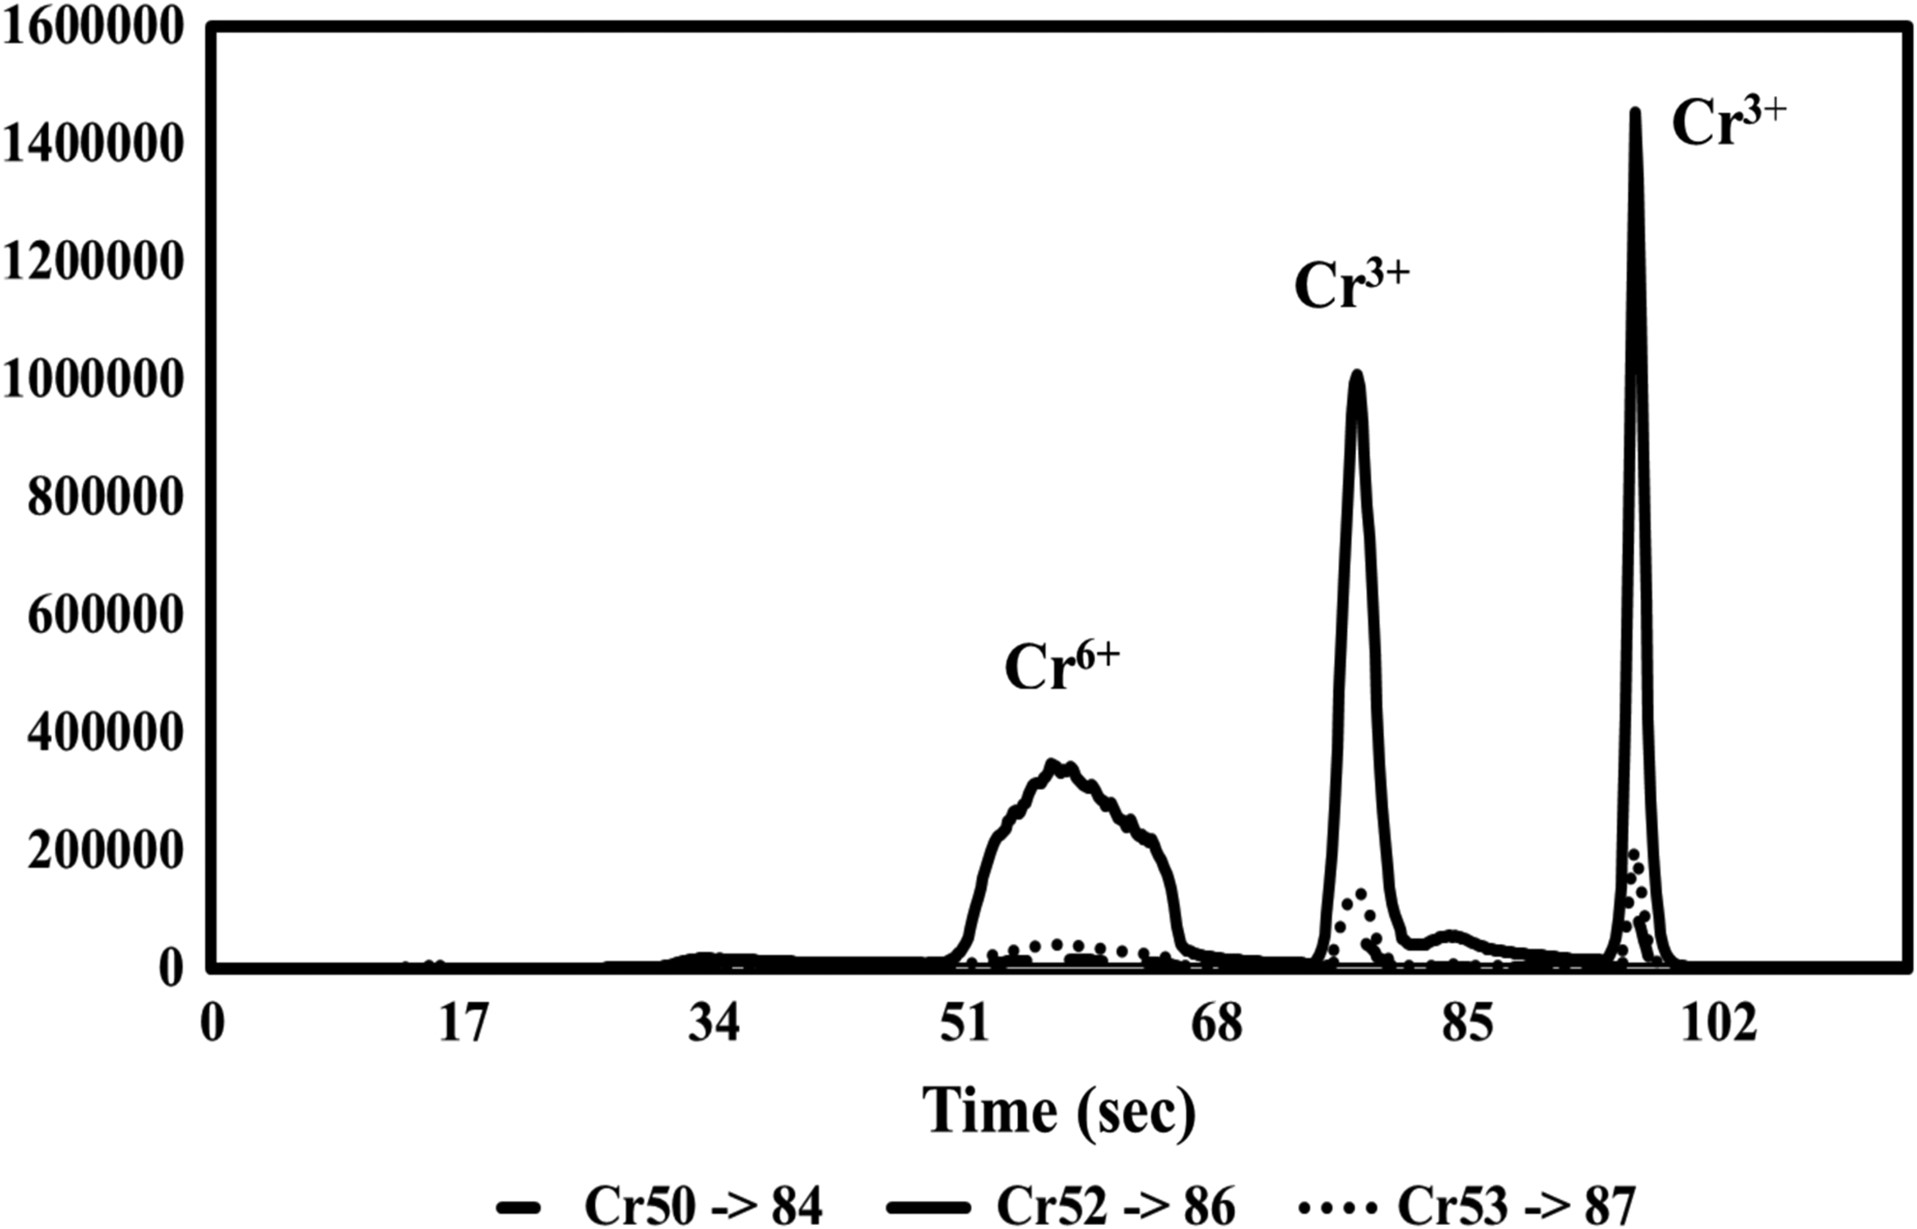 1600000
1400000
Cr³⁺
1200000
Cr³⁺
1000000
800000
600000
Cr⁶⁺
400000
200000
0
0 17 34 51 68 85 102
Time (sec)
Cr50 -> 84 Cr52 -> 86 Cr53 -> 87